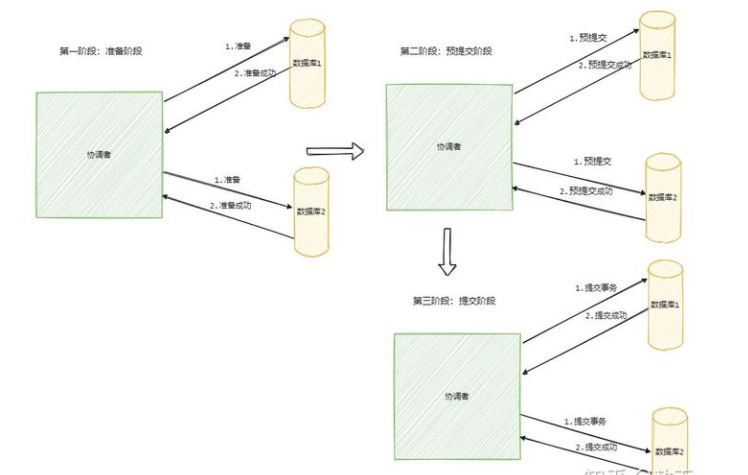 第一阶段：准备阶段
1.准备
数据库1
2.准备成功
协调者
1.准备
2.准备成功
数据库2
第二阶段：预提交阶段
1.预提交
数据库1
2.预提交成功
协调者
1.预提交
2.预提交成功
数据库2
第三阶段：提交阶段
1.提交事务
数据库1
2.提交成功
协调者
1.提交事务
2.提交成功
数据库2